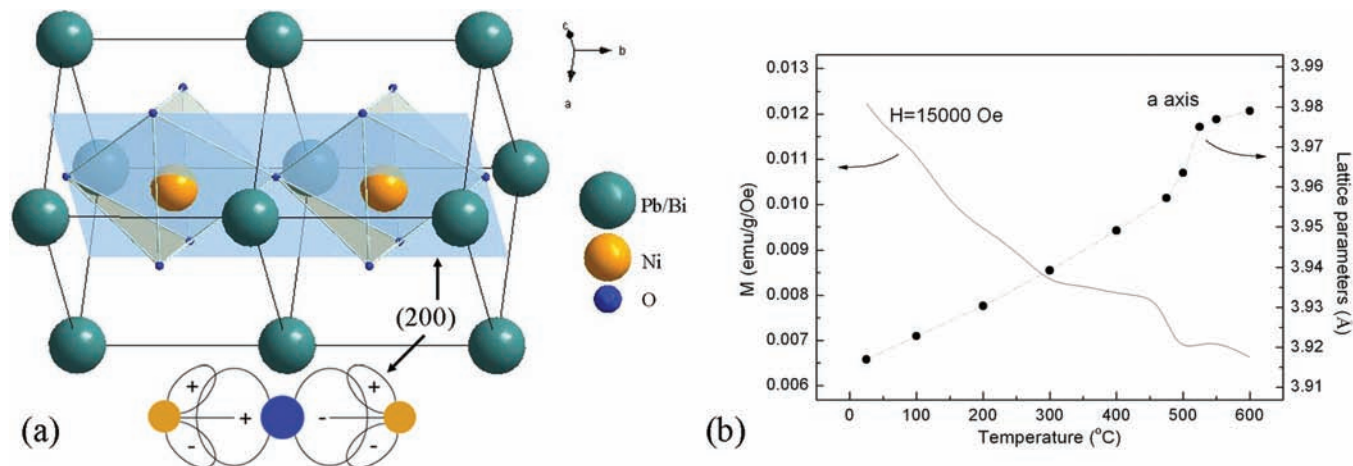 c
b
a
Pb/Bi
Ni
O
(200)
+
+
+
-
-
-
(a)
0.013
0.012
0.011
0.010
0.009
0.008
0.007
0.006
M (emu/g/Oe)
H=15000 Oe
a axis
3.99
3.98
3.97
3.96
3.95
3.94
3.93
3.92
3.91
Lattice parameters (Å)
0
100
200
300
400
500
600
Temperature (°C)
(b)